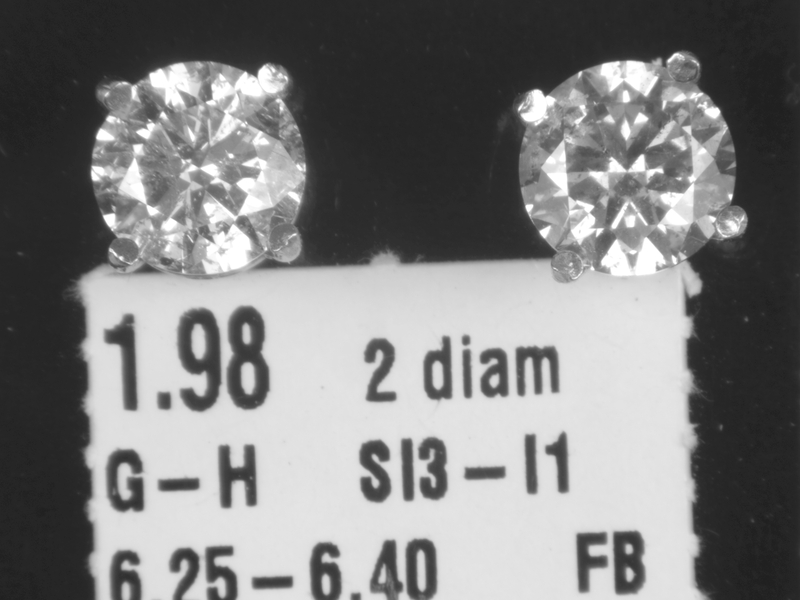 1.98 2 diam
G-H SI3-I1
6.25-6.40 FB